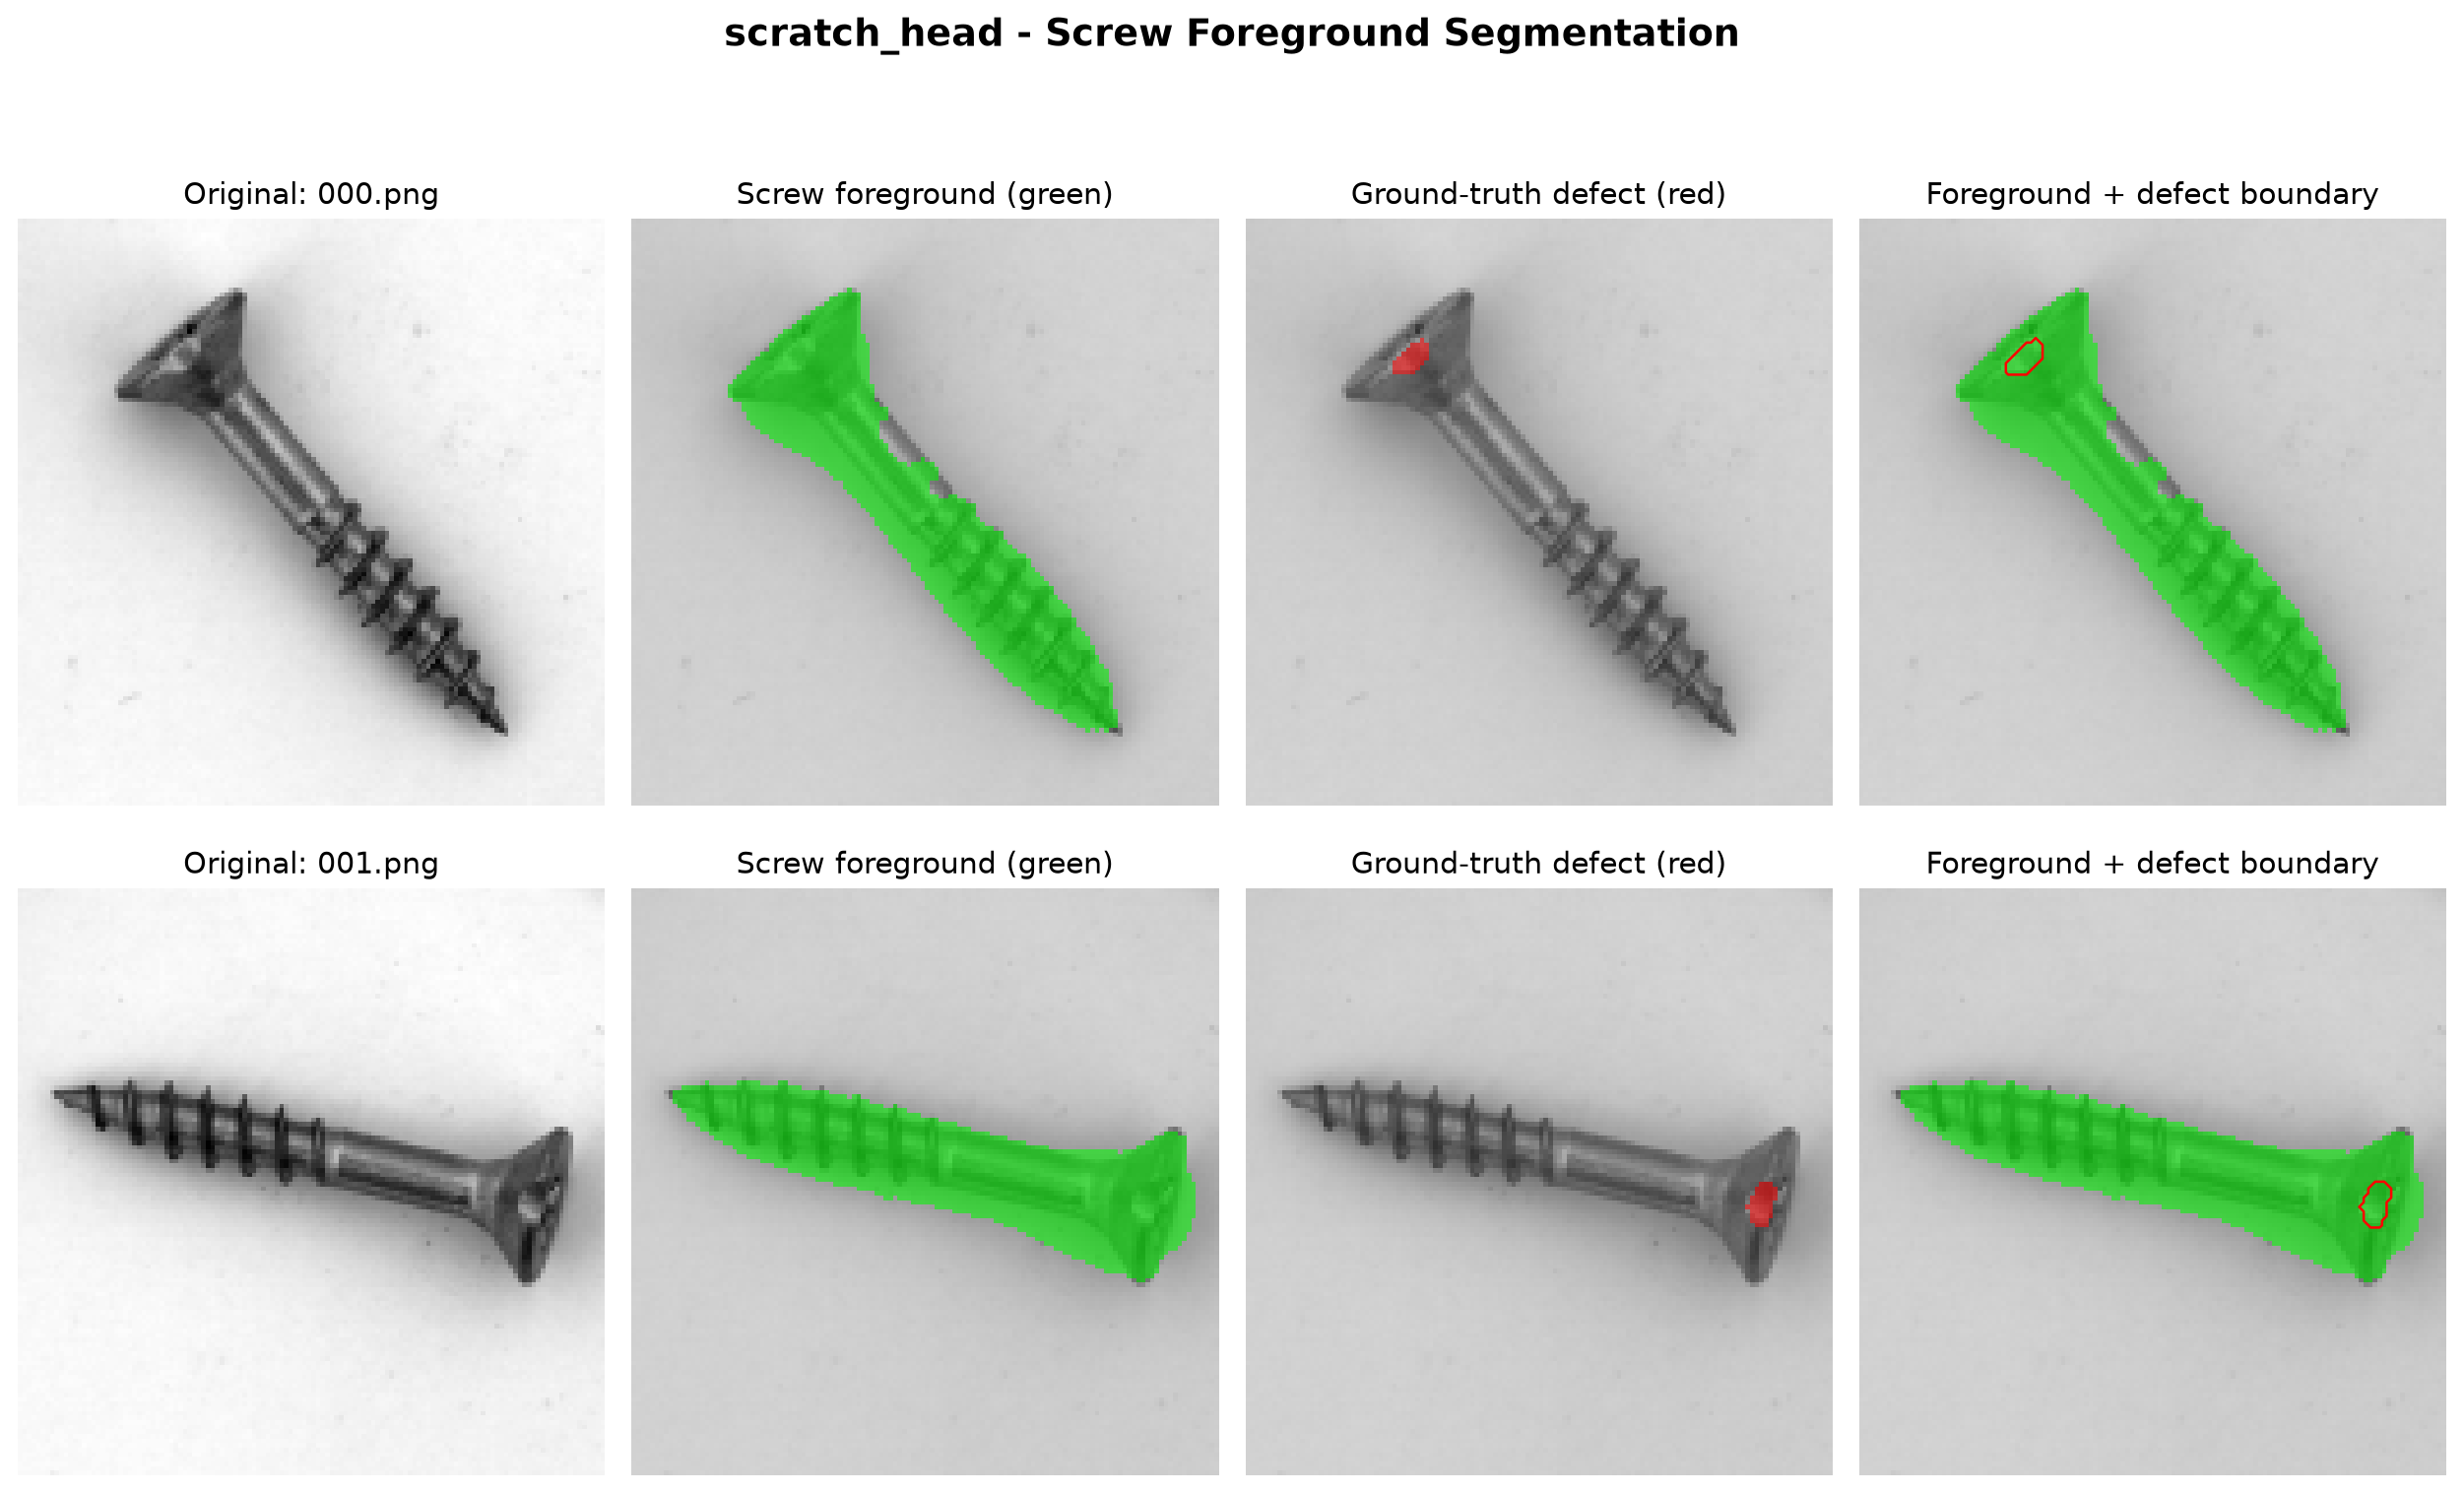 scratch_head - Screw Foreground Segmentation
Original: 000.png
Screw foreground (green)
Ground-truth defect (red)
Foreground + defect boundary
Original: 001.png
Screw foreground (green)
Ground-truth defect (red)
Foreground + defect boundary